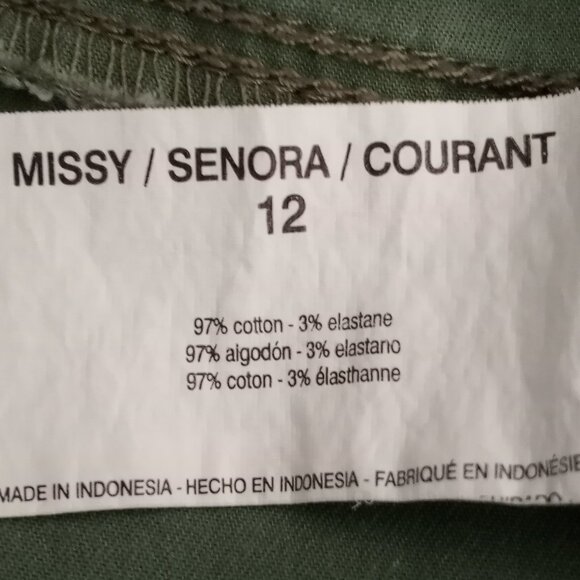 MISSY / SENORA / COURANT
12
97% cotton - 3% elastane
97% algodón - 3% elastano
97% coton - 3% élasthanne
MADE IN INDONESIA - HECHO EN INDONESIA - FABRIQUÉ EN INDONÉSIE